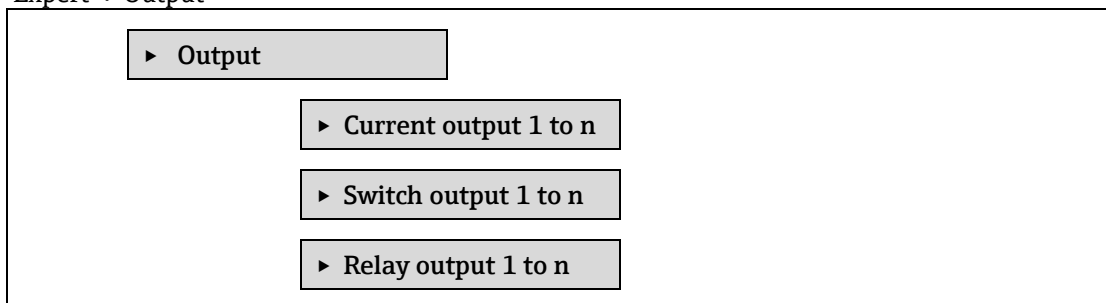 ▸ Output
▸ Current output 1 to n
▸ Switch output 1 to n
▸ Relay output 1 to n